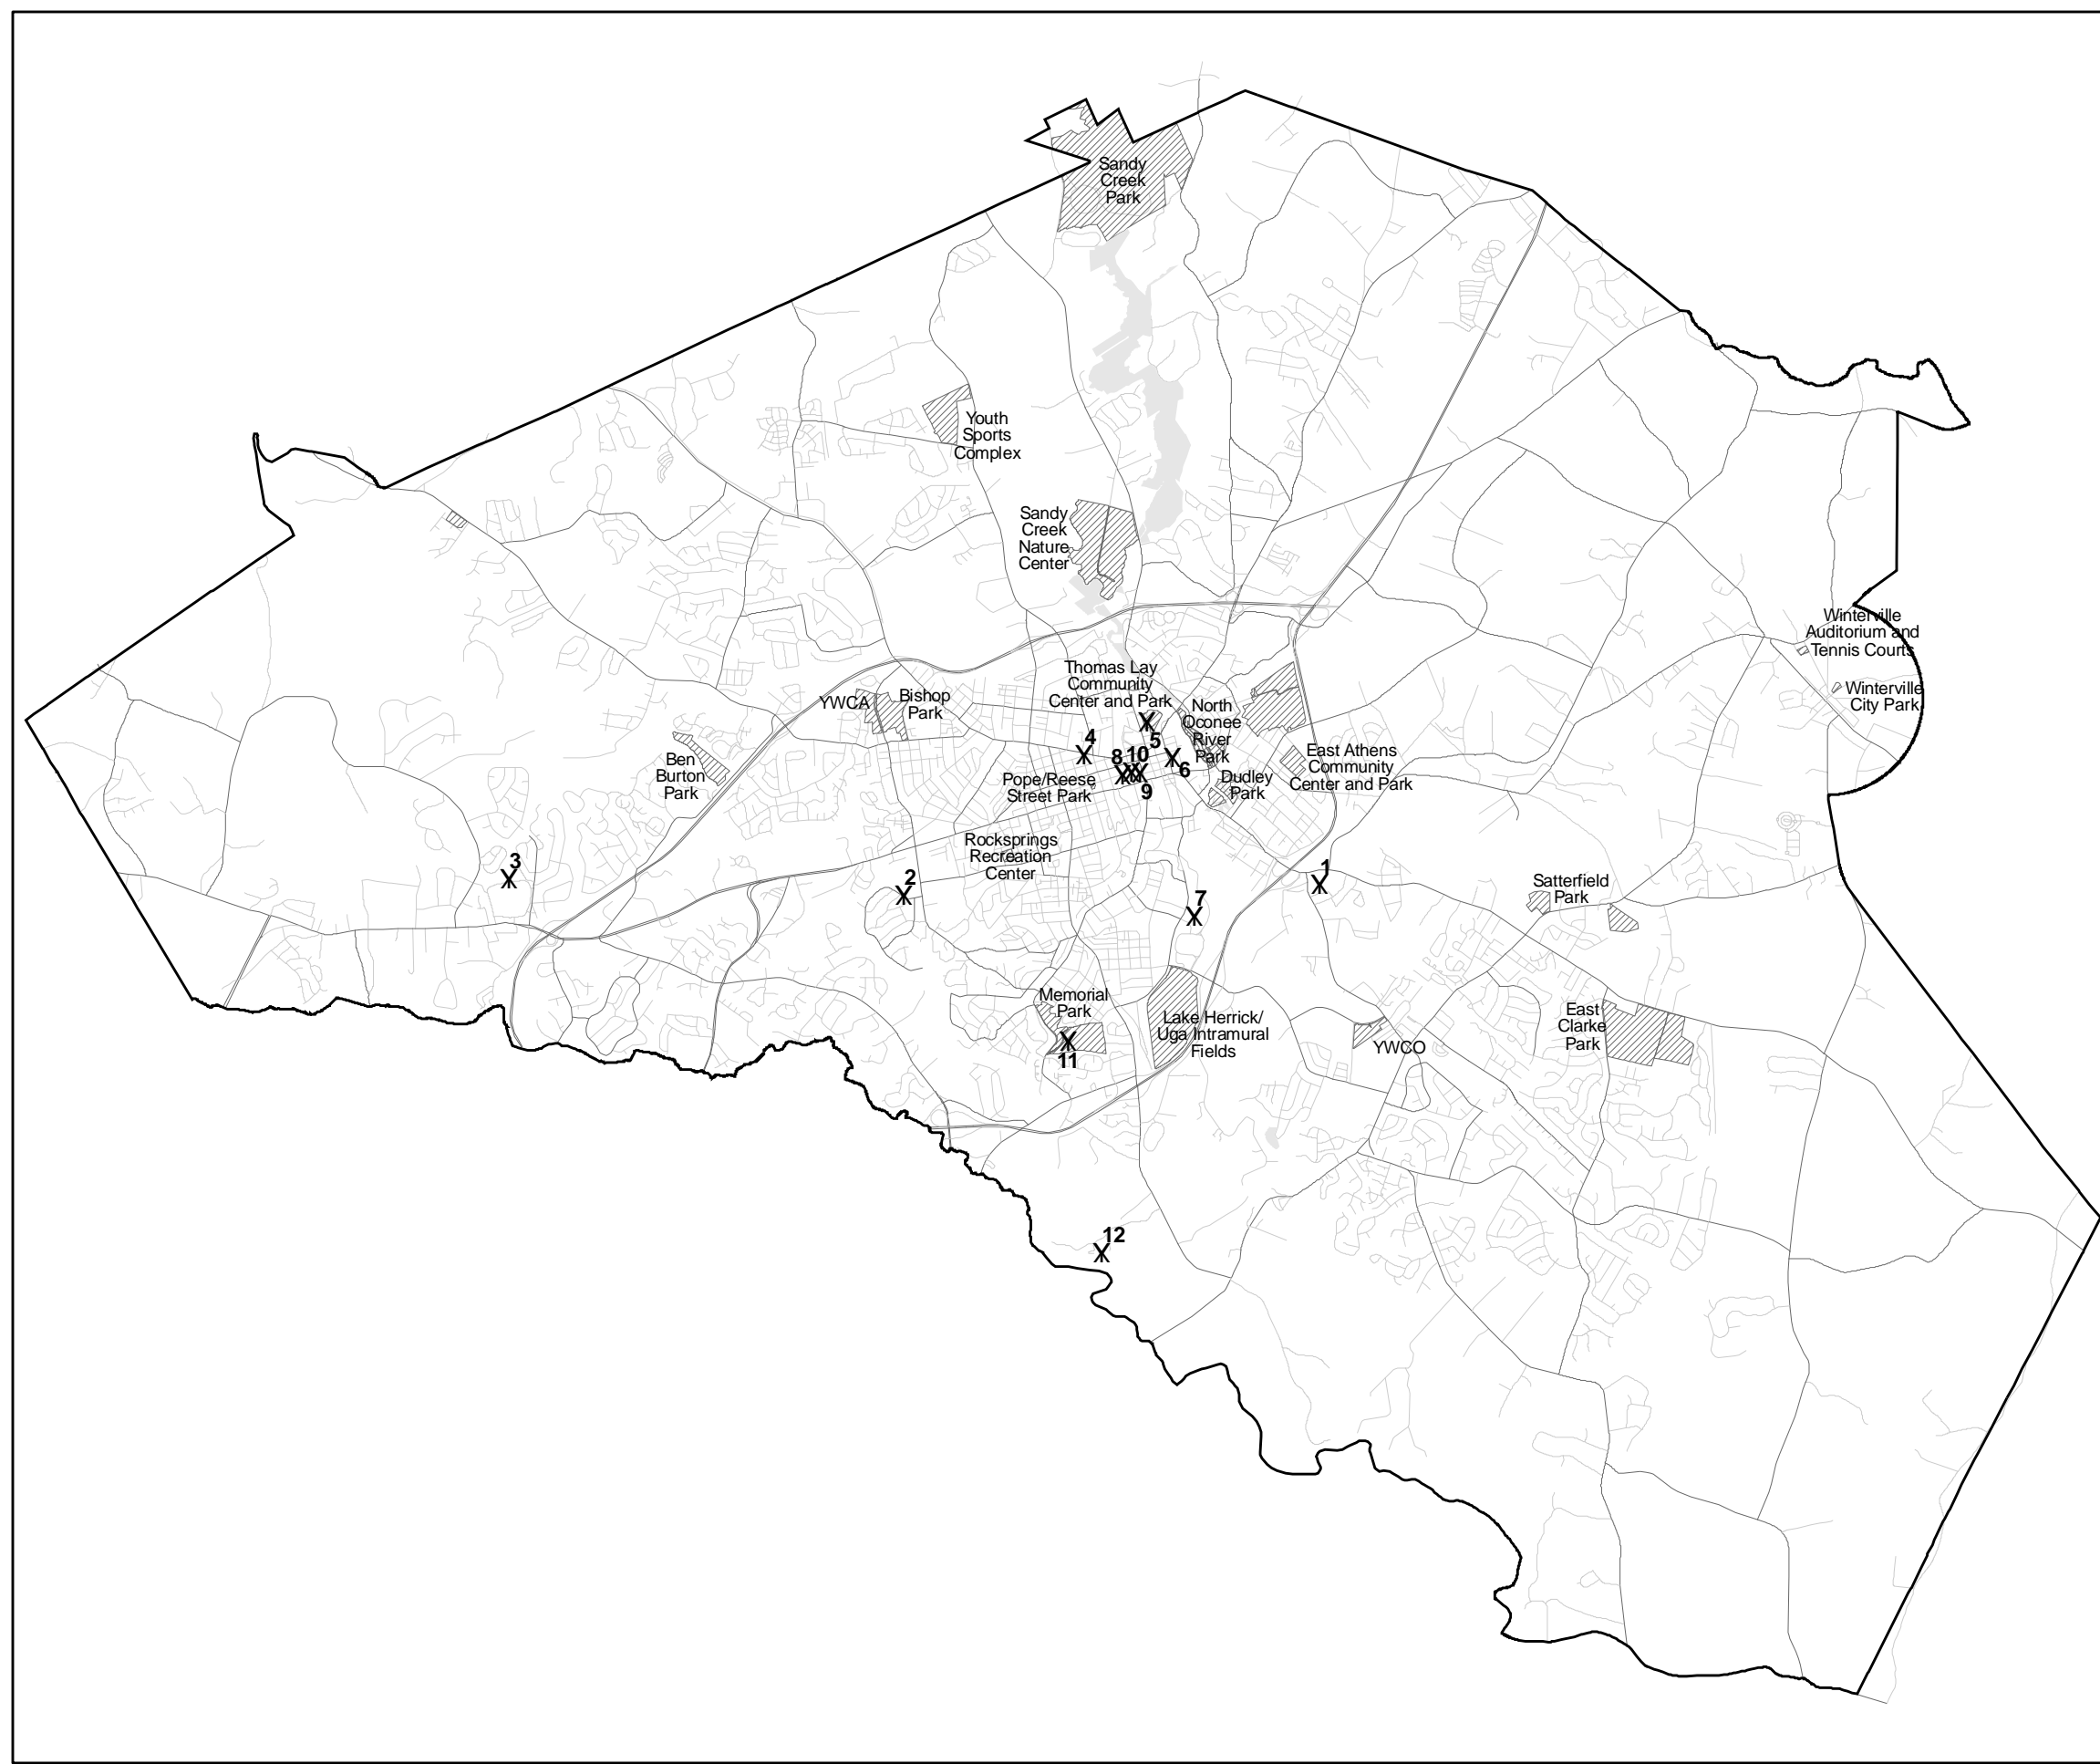 Sandy
Creek
Park
Youth
Sports
Complex
Sandy
Creek
Nature
Center
Winterville
Auditorium and
Tennis Courts
Winterville
City Park
Thomas Lay
Community
Center and Park
YWCA
Bishop
Park
North
Oconee
River
Park
4
5
8
10
6
9
Ben
Burton
Park
Pope/Reese
Street Park
Dudley
Park
East Athens
Community
Center and Park
Rocksprings
Recreation
Center
3
2
1
7
Satterfield
Park
Memorial
Park
11
Lake Herrick/
Uga Intramural
Fields
YWCO
East
Clarke
Park
12